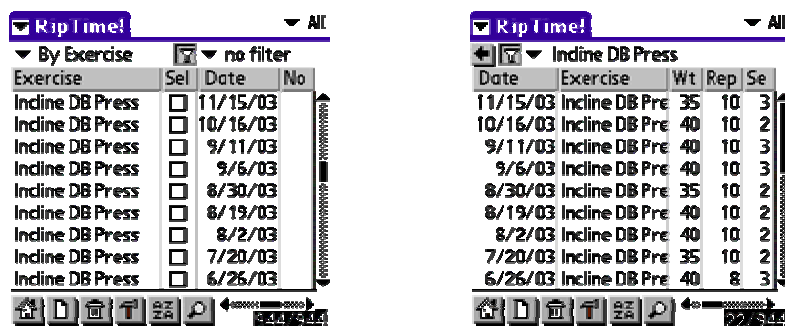 RipTime!
All
By Exercise
no filter
Exercise Sel Date No
Incline DB Press 11/15/03
Incline DB Press 10/16/03
Incline DB Press 9/11/03
Incline DB Press 9/6/03
Incline DB Press 8/30/03
Incline DB Press 8/19/03
Incline DB Press 8/2/03
Incline DB Press 7/20/03
Incline DB Press 6/26/03
AZ
ZA
RipTime!
All
Incline DB Press
Date Exercise Wt Rep Se
11/15/03 Incline DB Pre 35 10 3
10/16/03 Incline DB Pre 40 10 2
9/11/03 Incline DB Pre 40 10 3
9/6/03 Incline DB Pre 40 10 3
8/30/03 Incline DB Pre 35 10 2
8/19/03 Incline DB Pre 40 10 2
8/2/03 Incline DB Pre 40 10 2
7/20/03 Incline DB Pre 35 10 2
6/26/03 Incline DB Pre 40 8 3
AZ
ZA